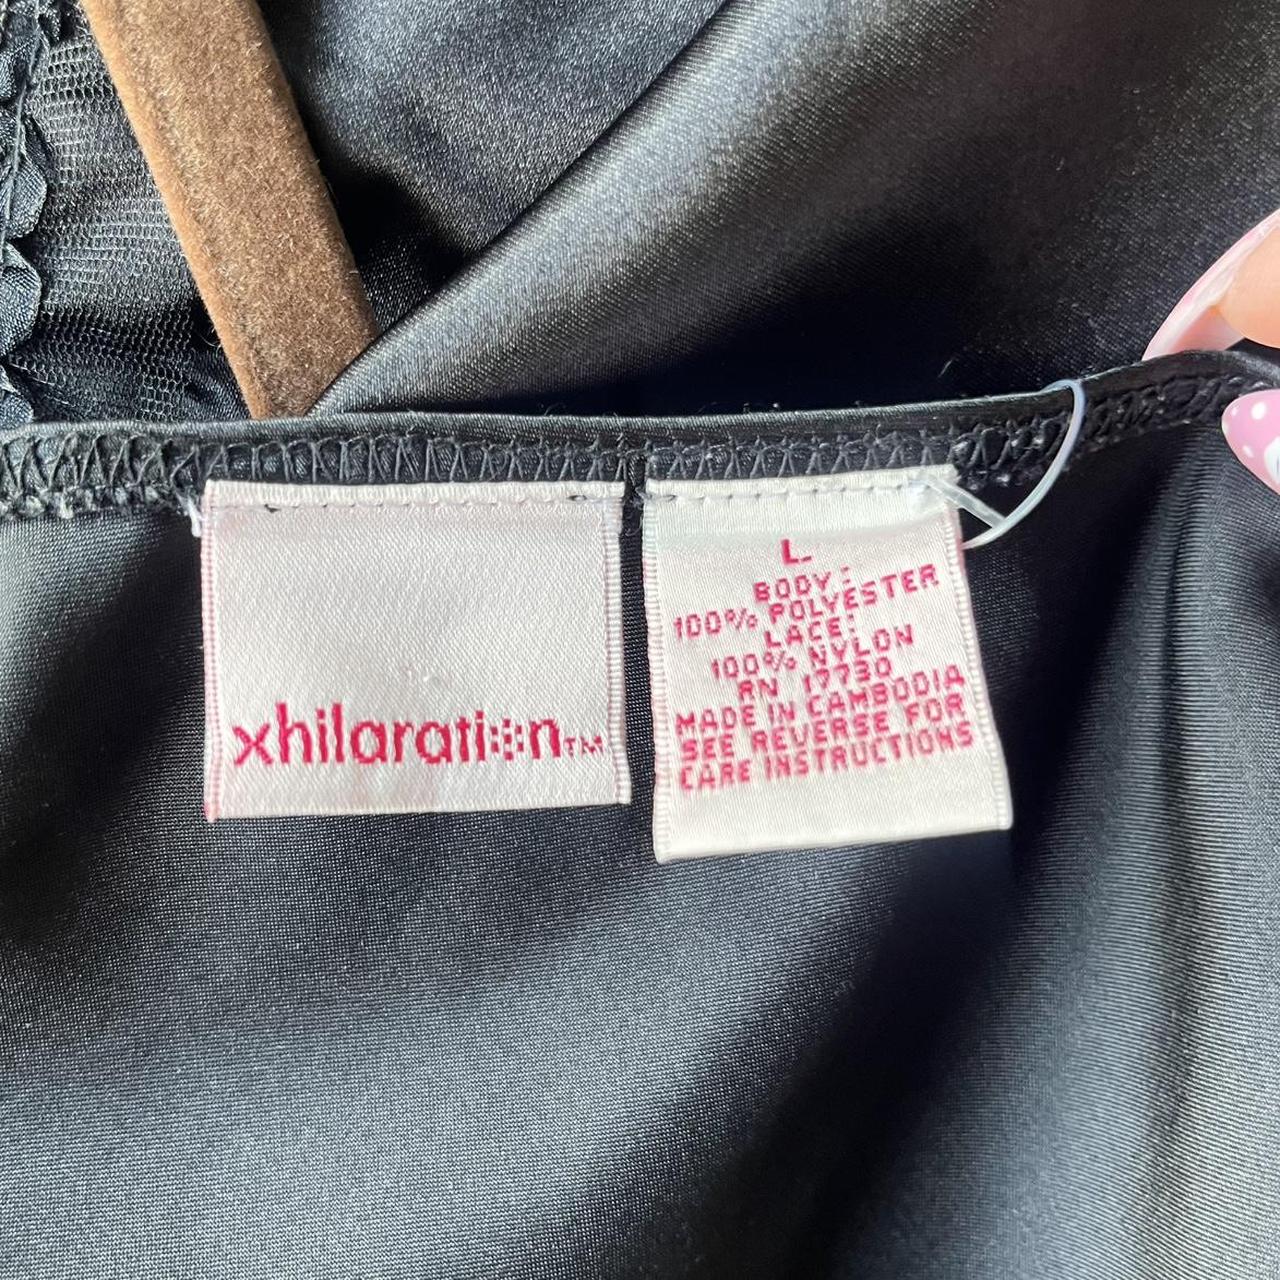 xhilaration™
L.
BODY:
100% POLYESTER
LACE:
100% NYLON
RN 17730
MADE IN CAMBODIA
SEE REVERSE FOR
CARE INSTRUCTIONS